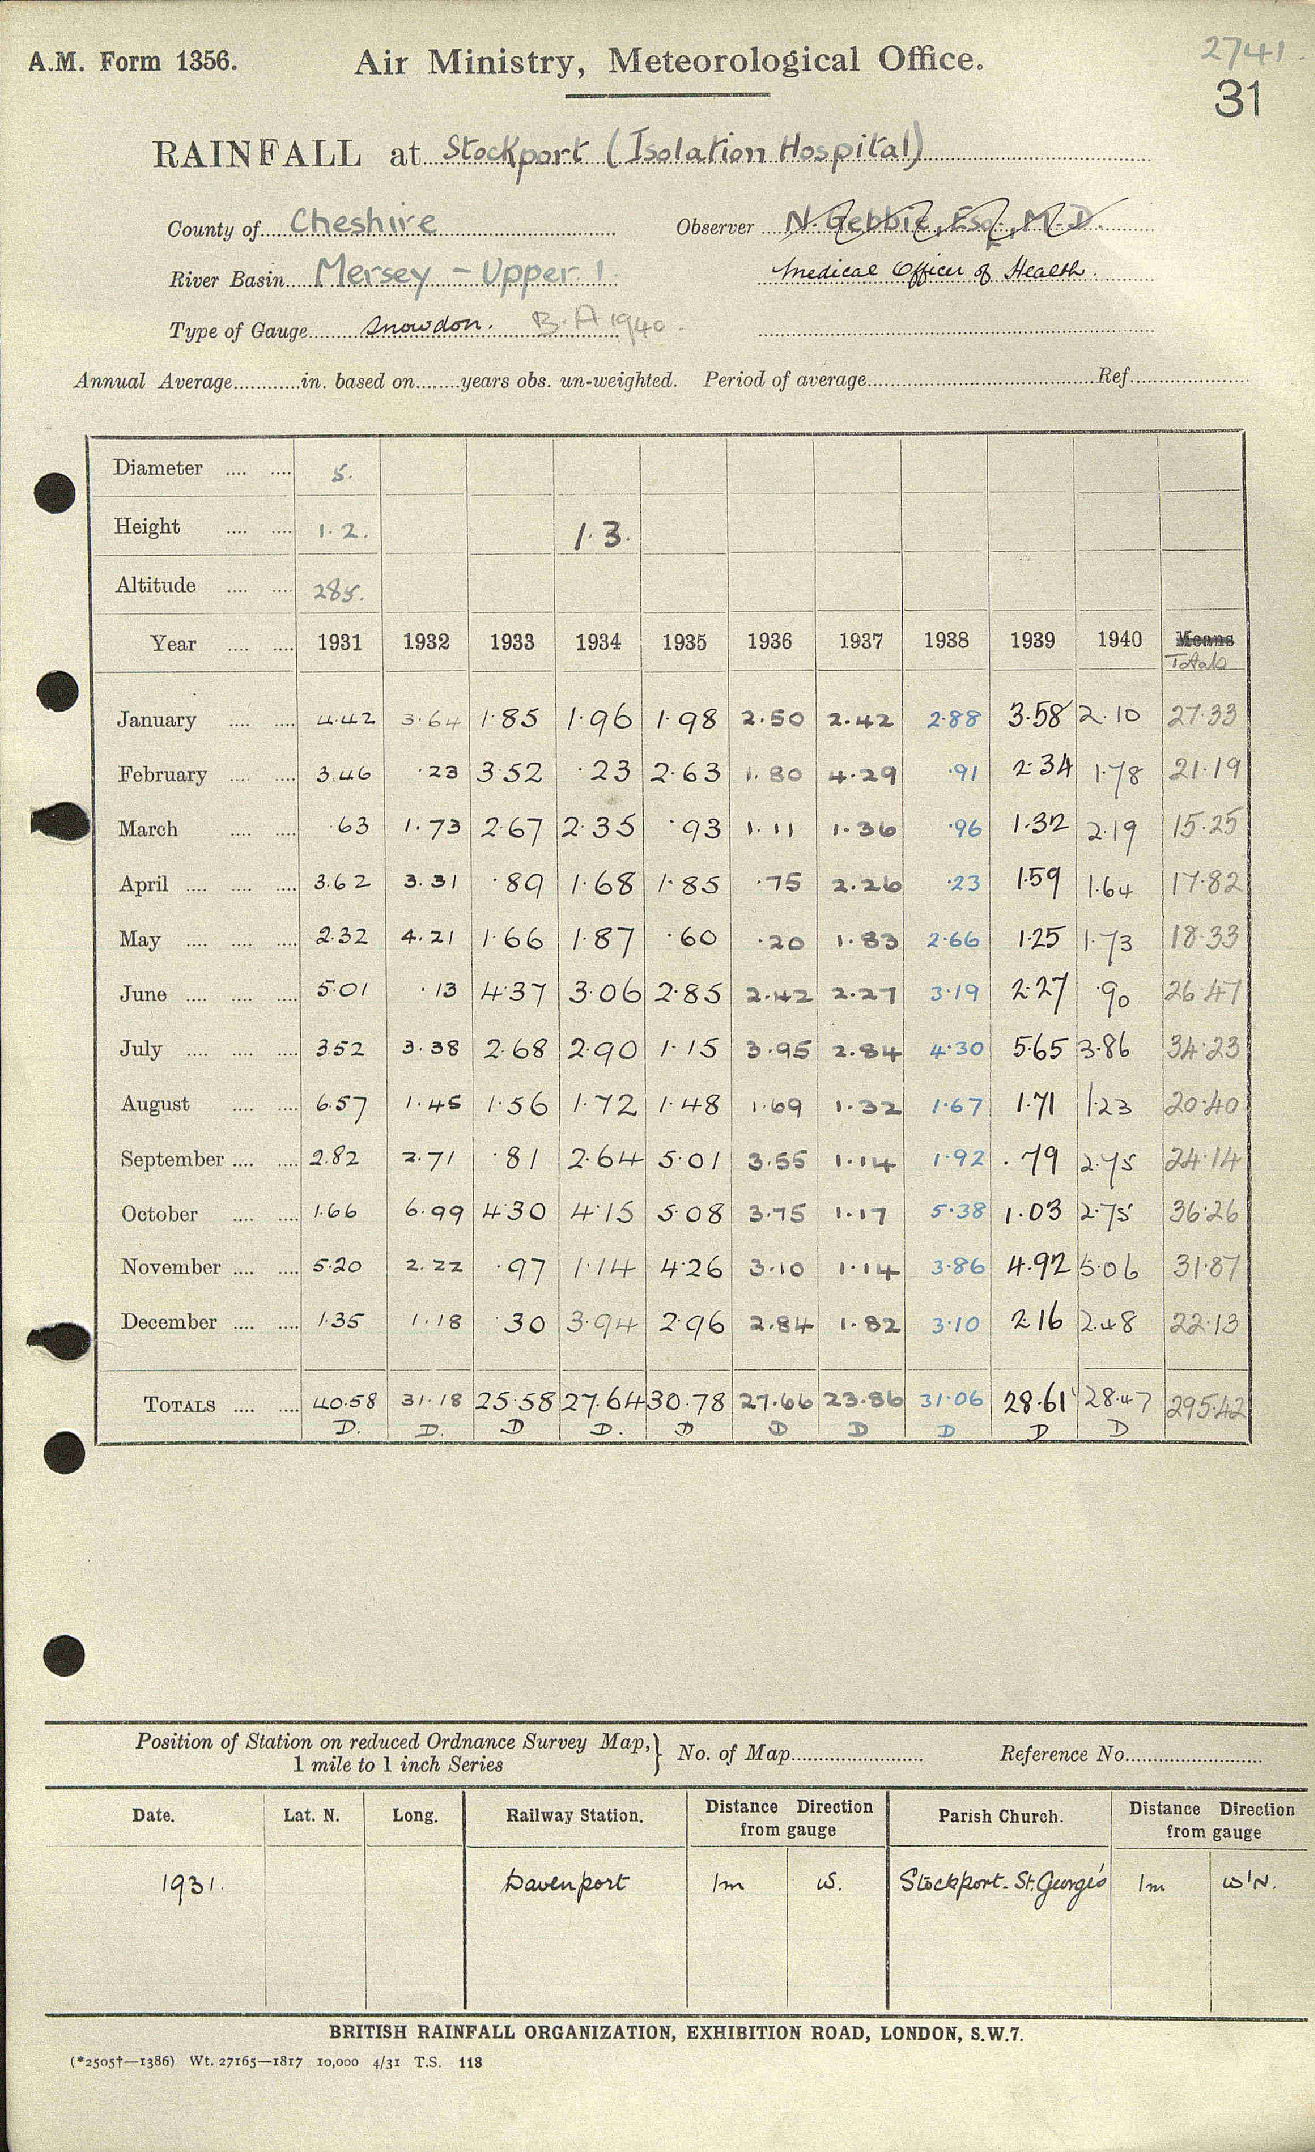 2741.
A.M. Form 1356. Air Ministry, Meteorological Office.
31
RAINFALL at Stockport (Isolation Hospital)
County of Cheshire Observer N. Gebbie, Esq., M.D.
River Basin Mersey - Upper 1. Medical Officer of Health.
Type of Gauge Snowdon. B.A 1940.
Annual Average............in. based on........years obs. un-weighted. Period of average........................................Ref....................
Diameter .... .... 5.
Height .... .... 1.2. 1.3.
Altitude .... .... 285.
Year .... .... 1931 1932 1933 1934 1935 1936 1937 1938 1939 1940 Means
Totals
January .... .... 4.42 3.64 1.85 1.96 1.98 2.50 2.42 2.88 3.58 2.10 27.33
February .... .... 3.46 .23 3.52 .23 2.63 1.80 4.29 .91 2.34 1.78 21.19
March .... .... .63 1.73 2.67 2.35 .93 1.11 1.36 .96 1.32 2.19 15.25
April .... .... .... 3.62 3.31 .89 1.68 1.85 .75 2.26 .23 1.59 1.64 17.82
May .... .... .... 2.32 4.21 1.66 1.87 .60 .20 1.83 2.66 1.25 1.73 18.33
June .... .... .... 5.01 .13 4.37 3.06 2.85 2.42 2.27 3.19 2.27 .90 26.47
July .... .... .... 3.52 3.38 2.68 2.90 1.15 3.95 2.84 4.30 5.65 3.86 34.23
August .... .... 6.57 1.45 1.56 1.72 1.48 1.69 1.32 1.67 1.71 1.23 20.40
September .... .... 2.82 2.71 .81 2.64 5.01 3.55 1.14 1.92 .79 2.75 24.14
October .... .... 1.66 6.99 4.30 4.15 5.08 3.75 1.17 5.38 1.03 2.75 36.26
November .... .... 5.20 2.22 .97 1.14 4.26 3.10 1.14 3.86 4.92 5.06 31.87
December .... .... 1.35 1.18 .30 3.94 2.96 2.84 1.82 3.10 2.16 2.48 22.13
TOTALS .... .... 40.58 31.18 25.58 27.64 30.78 27.66 23.86 31.06 28.61 28.47 295.42
D. D. D D. D D D D D D
Position of Station on reduced Ordnance Survey Map, } No. of Map........................ Reference No.........................
1 mile to 1 inch Series
Date. Lat. N. Long. Railway Station. Distance Direction Parish Church. Distance Direction
from gauge from gauge
1931. Davenport 1m W. Stockport. St. George's 1m W'N.
BRITISH RAINFALL ORGANIZATION, EXHIBITION ROAD, LONDON, S.W.7.
(*2505†—1386) Wt. 27165—1817 10,000 4/31 T.S. 118